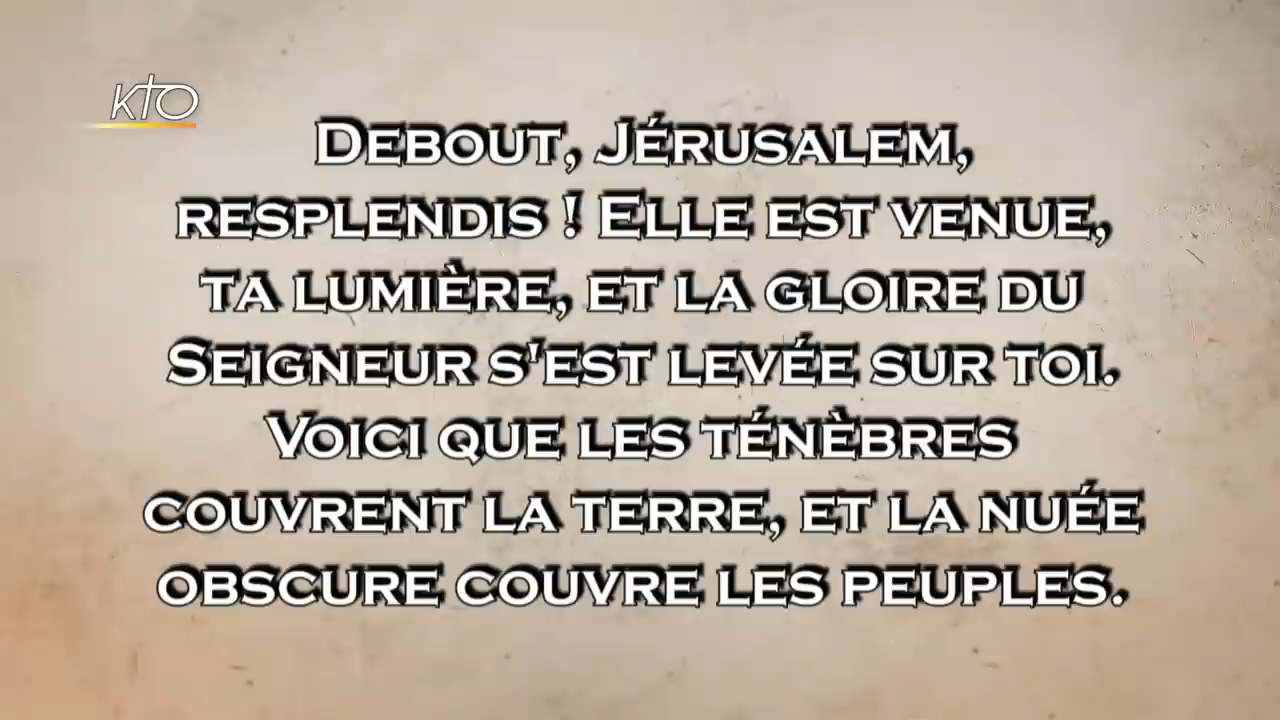 KTO
Debout, Jérusalem,
resplendis ! Elle est venue,
ta lumière, et la gloire du
Seigneur s'est levée sur toi.
Voici que les ténèbres
couvrent la terre, et la nuée
obscure couvre les peuples.